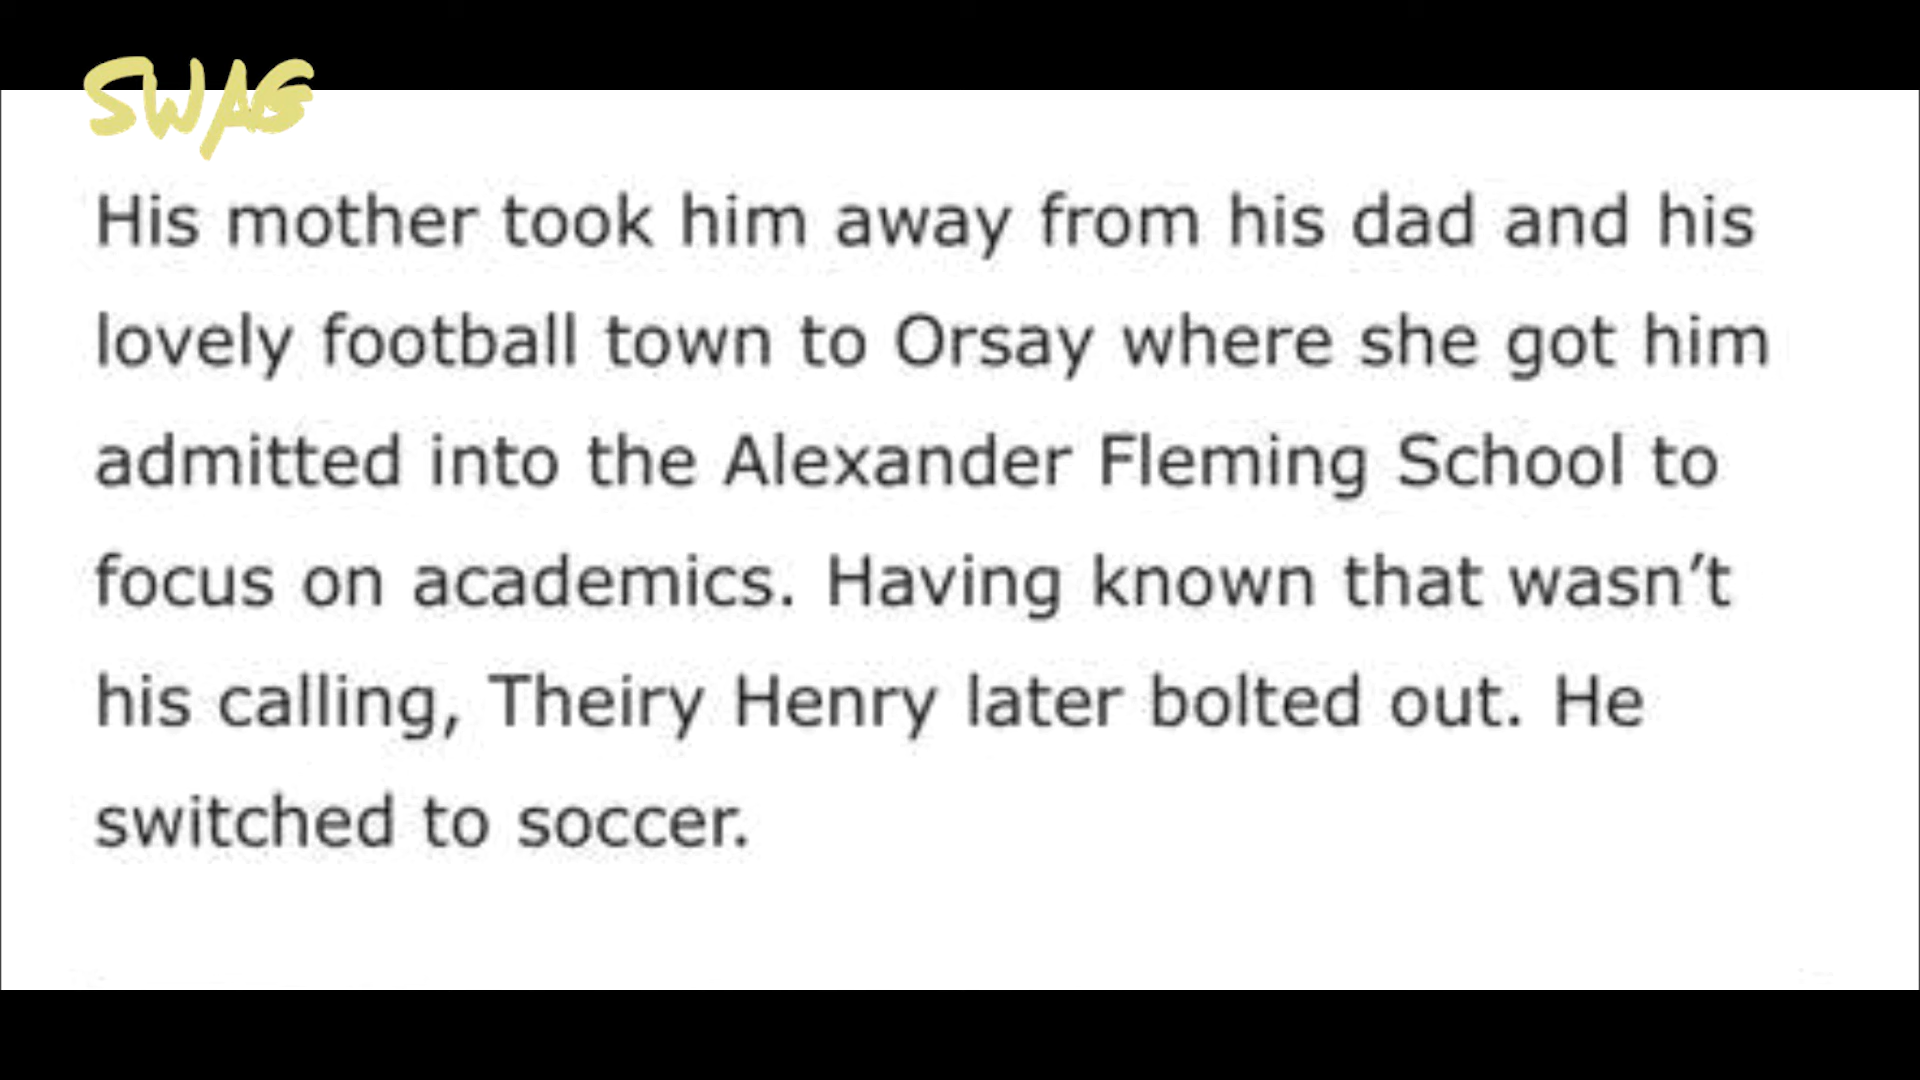 SWAG
His mother took him away from his dad and his
lovely football town to Orsay where she got him
admitted into the Alexander Fleming School to
focus on academics. Having known that wasn’t
his calling, Theiry Henry later bolted out. He
switched to soccer.